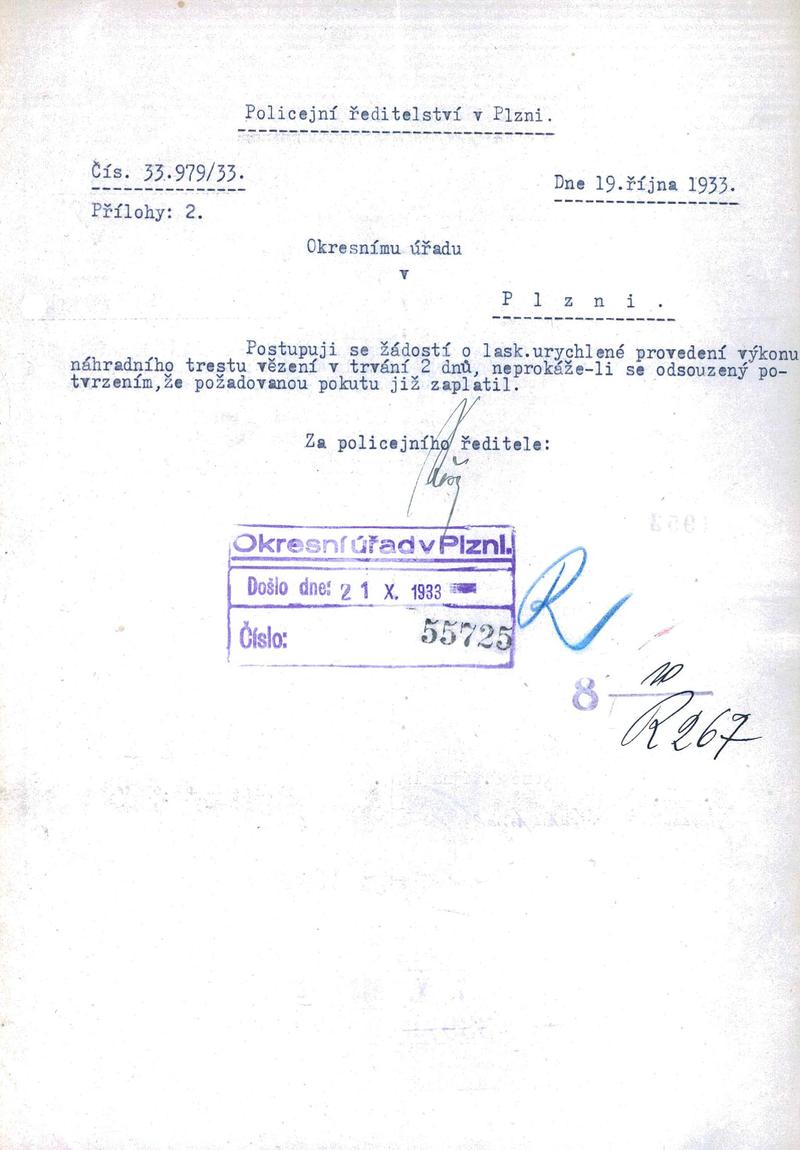 Policejní ředitelství v Plzni.
Čís. 33.979/33.
Dne 19.října 1933.
Přílohy: 2.
Okresnímu úřadu
v
P l z n i .
Postupuji se žádostí o lask.urychlené provedení výkonu
náhradního trestu vězení v trvání 2 dnů, neprokáže-li se odsouzený po-
tvrzením,že požadovanou pokutu již zaplatil.
Za policejního ředitele:
Okresní úřad v Plzni.
Došlo dne: 21 X. 1933
Číslo: 55725
R
8
10
R 267